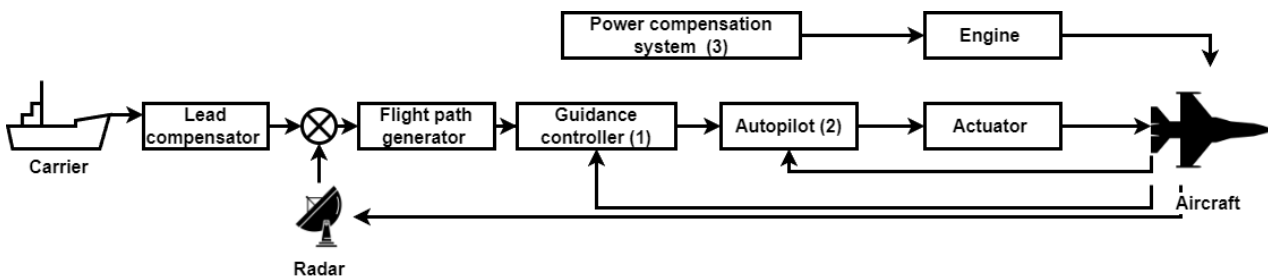 Power compensation
system (3)
Engine
Lead
compensator
Flight path
generator
Guidance
controller (1)
Autopilot (2)
Actuator
Carrier
Aircraft
Radar